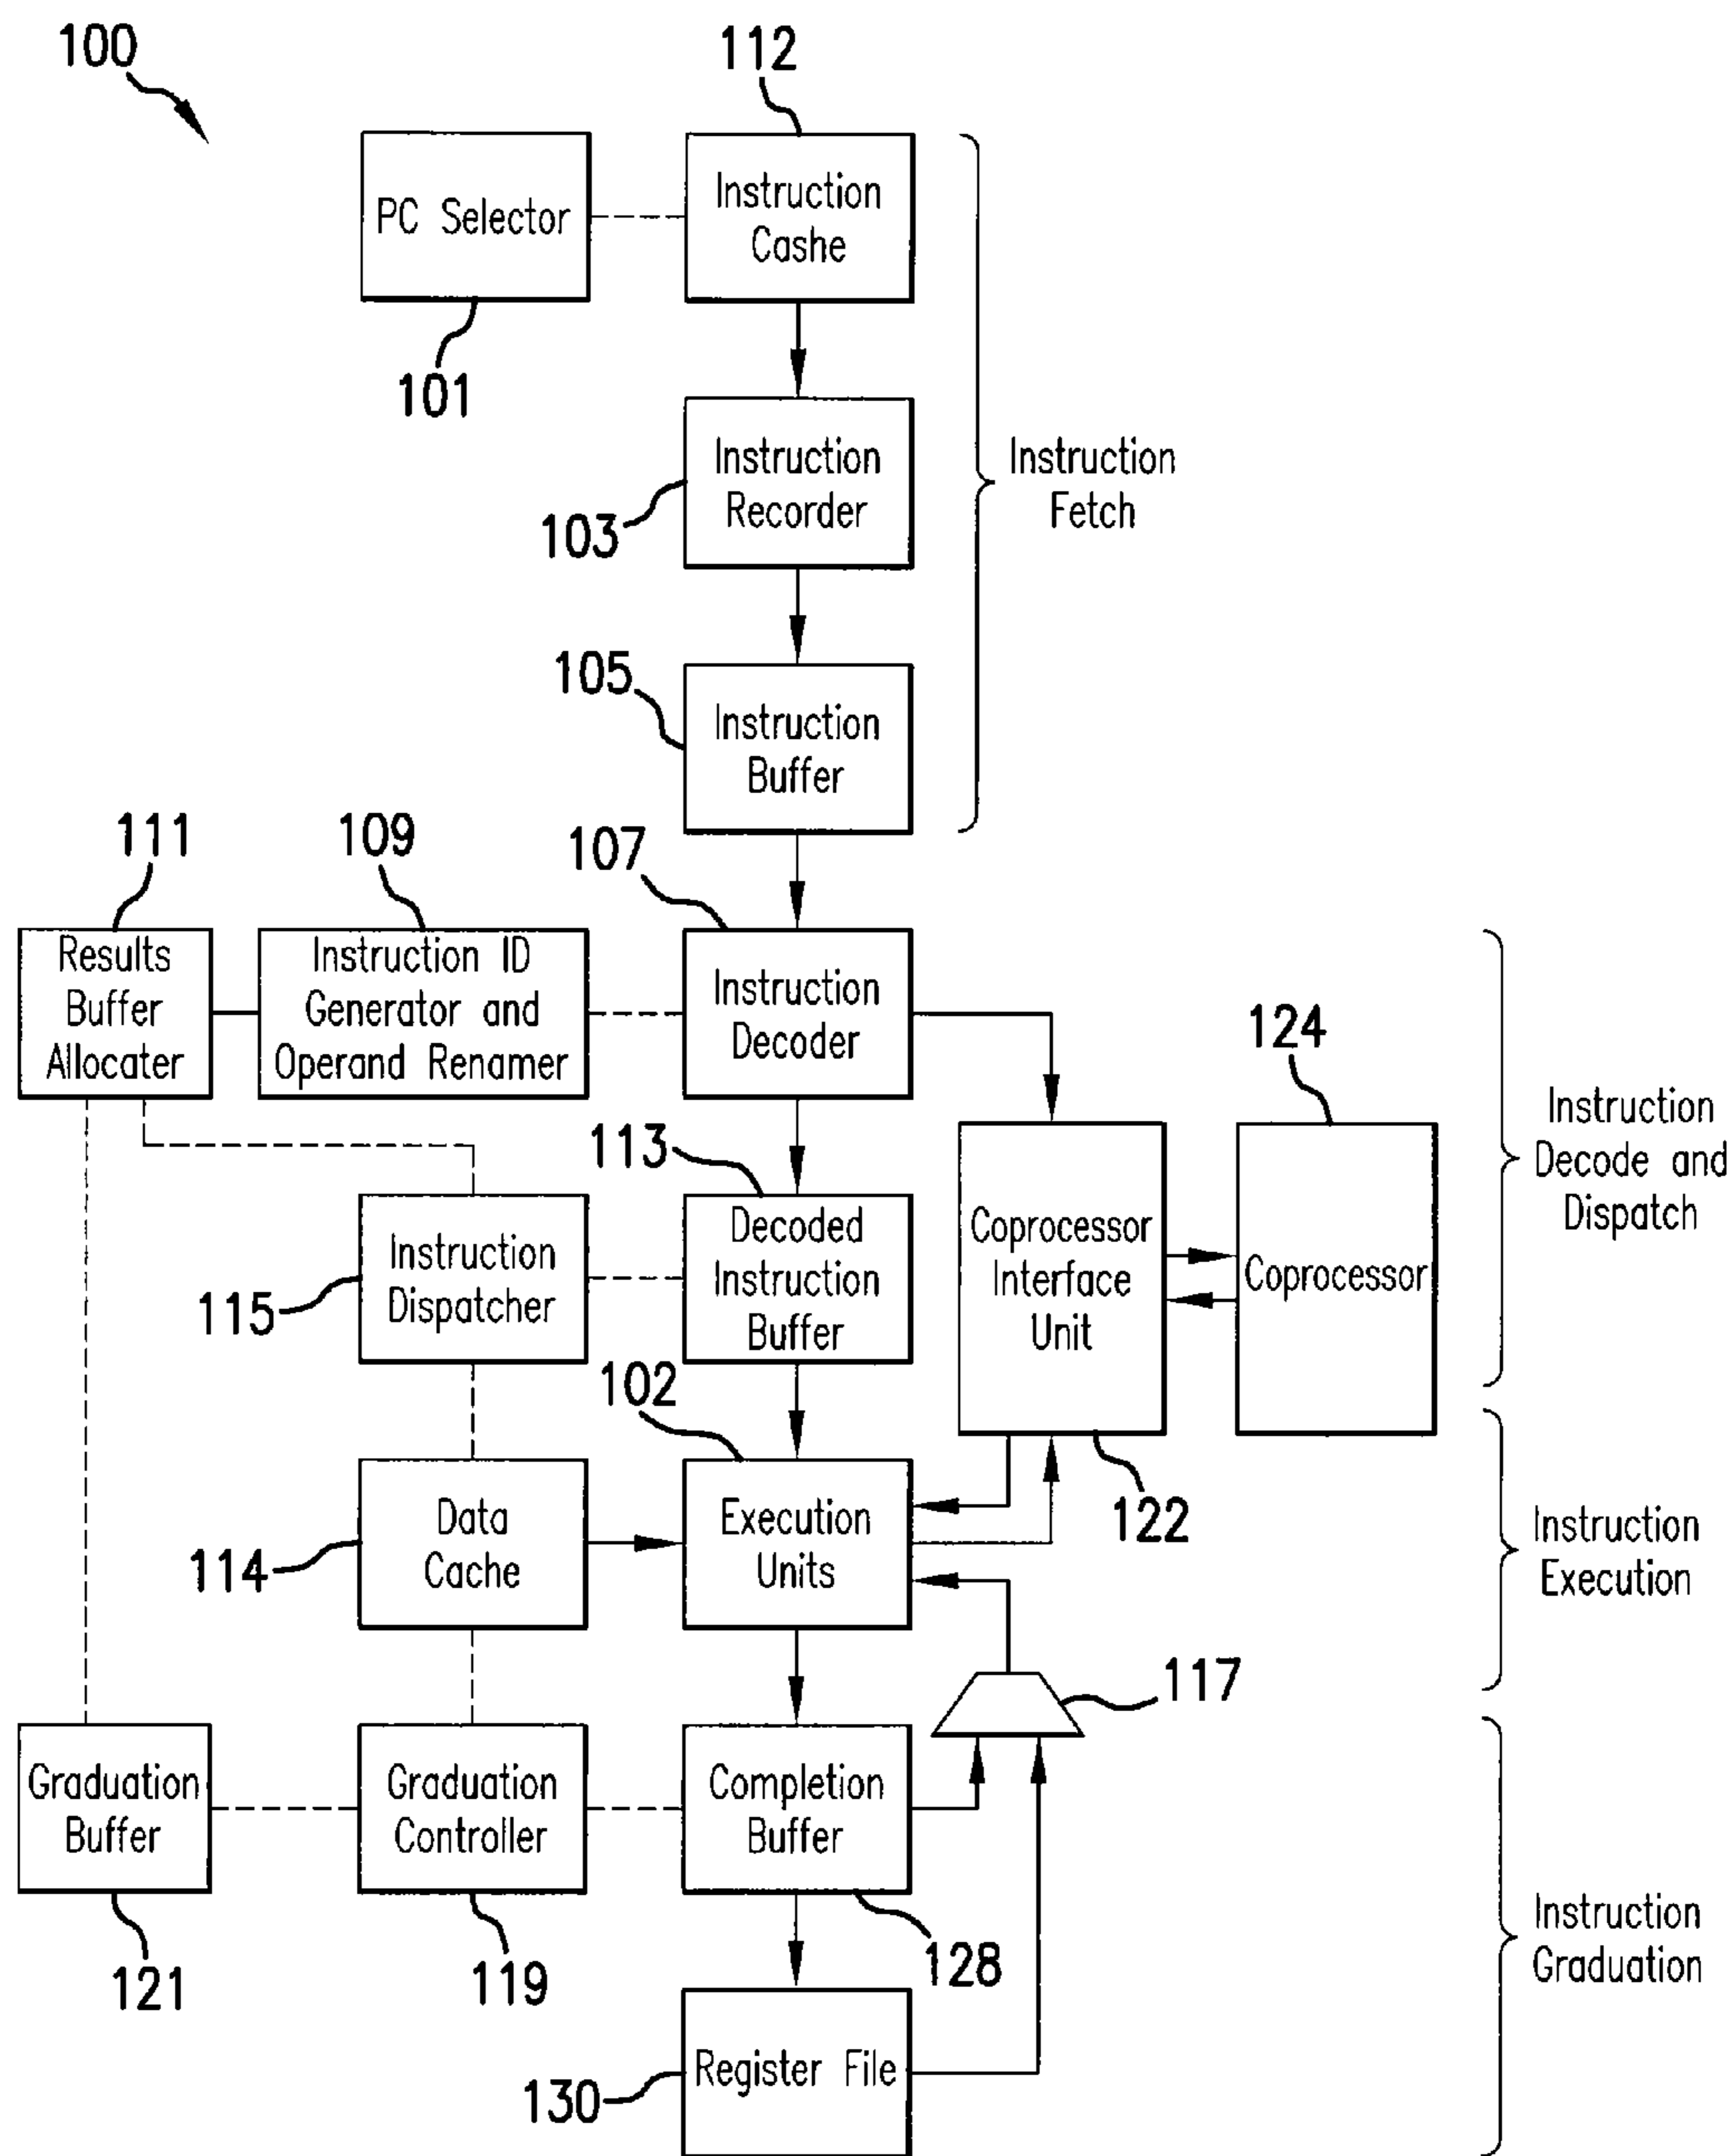 100
112
PC Selector
Instruction
Cashe
101
Instruction
Recorder
103
Instruction
Fetch
105
Instruction
Buffer
111
109
107
Results
Buffer
Allocater
Instruction ID
Generator and
Operand Renamer
Instruction
Decoder
124
Instruction
Decode and
Dispatch
113
Instruction
Dispatcher
115
Decoded
Instruction
Buffer
Coprocessor
Interface
Unit
Coprocessor
102
122
Data
Cache
114
Execution
Units
Instruction
Execution
117
Graduation
Buffer
Graduation
Controller
Completion
Buffer
121
119
128
Instruction
Graduation
Register File
130